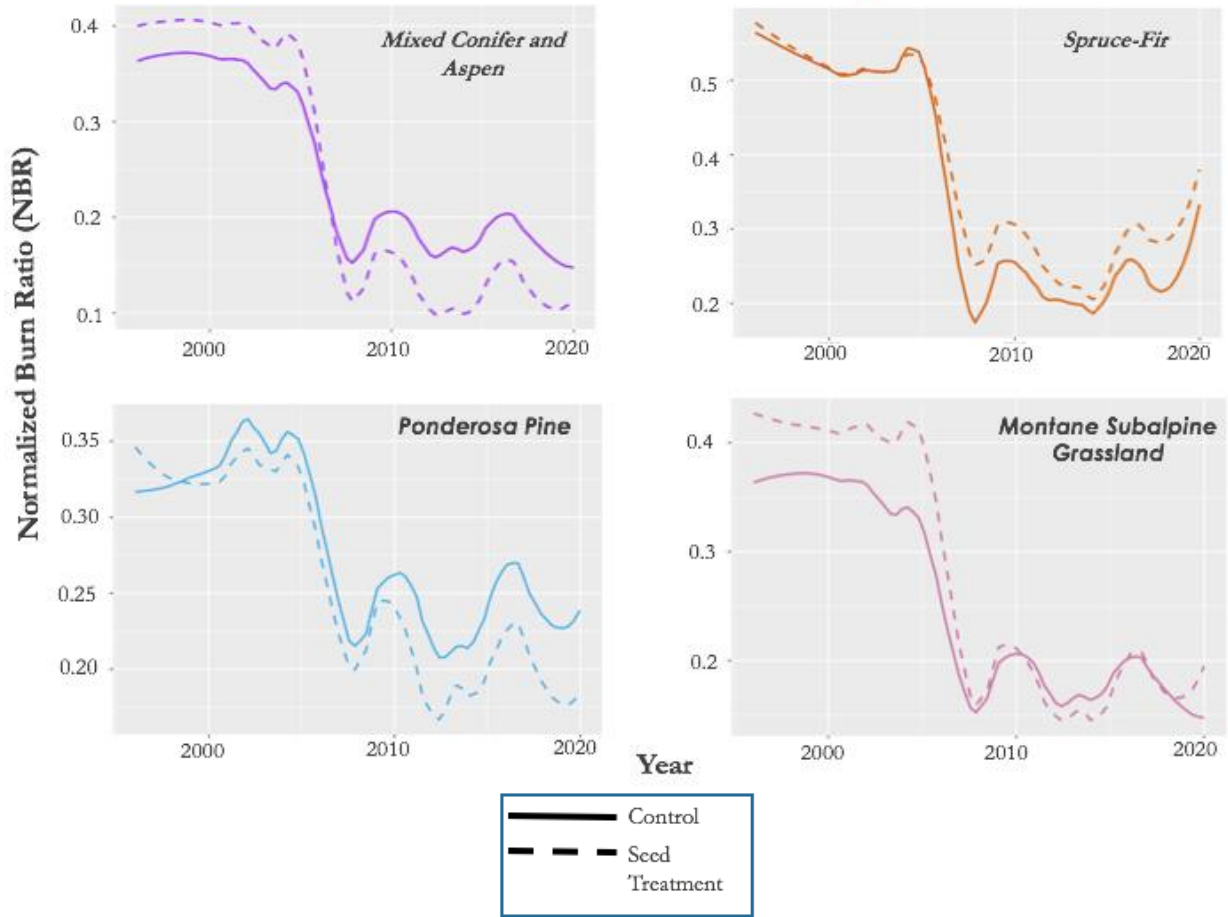 Normalized Burn Ratio (NBR)
Mixed Conifer and
Aspen
0.4
0.3
0.2
0.1
2000
2010
2020
Spruce-Fir
0.5
0.4
0.3
0.2
2000
2010
2020
Ponderosa Pine
0.35
0.30
0.25
0.20
2000
2010
2020
Montane Subalpine
Grassland
0.4
0.3
0.2
2000
2010
2020
Year
Control
Seed
Treatment